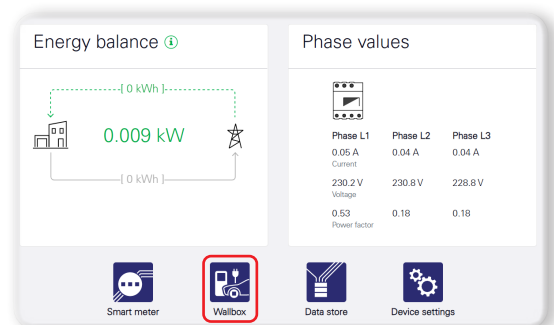 Energy balance
Phase values
[ 0 kWh ]
0.009 kW
[ 0 kWh ]
Phase L1 Phase L2 Phase L3
0.05 A 0.04 A 0.04 A
Current
230.2 V 230.8 V 228.8 V
Voltage
0.53 0.18 0.18
Power factor
Smart meter Wallbox Data store Device settings